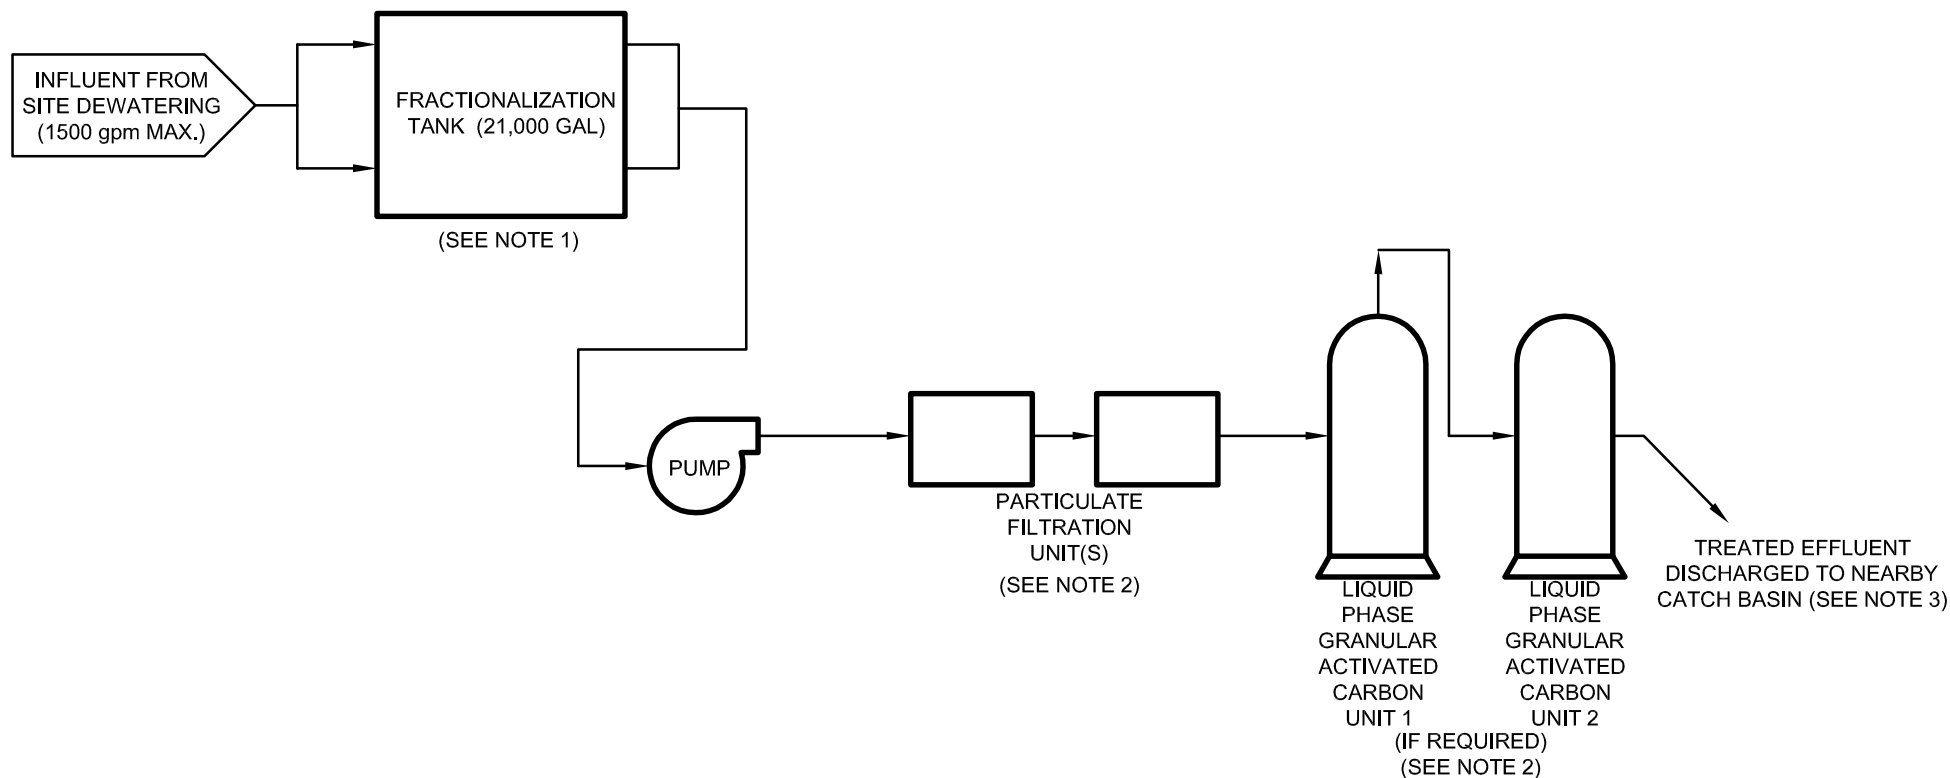 INFLUENT FROM
SITE DEWATERING
(1500 gpm MAX.)
FRACTIONALIZATION
TANK (21,000 GAL)
(SEE NOTE 1)
PUMP
PARTICULATE
FILTRATION
UNIT(S)
(SEE NOTE 2)
LIQUID
PHASE
GRANULAR
ACTIVATED
CARBON
UNIT 1
LIQUID
PHASE
GRANULAR
ACTIVATED
CARBON
UNIT 2
(IF REQUIRED)
(SEE NOTE 2)
TREATED EFFLUENT
DISCHARGED TO NEARBY
CATCH BASIN (SEE NOTE 3)